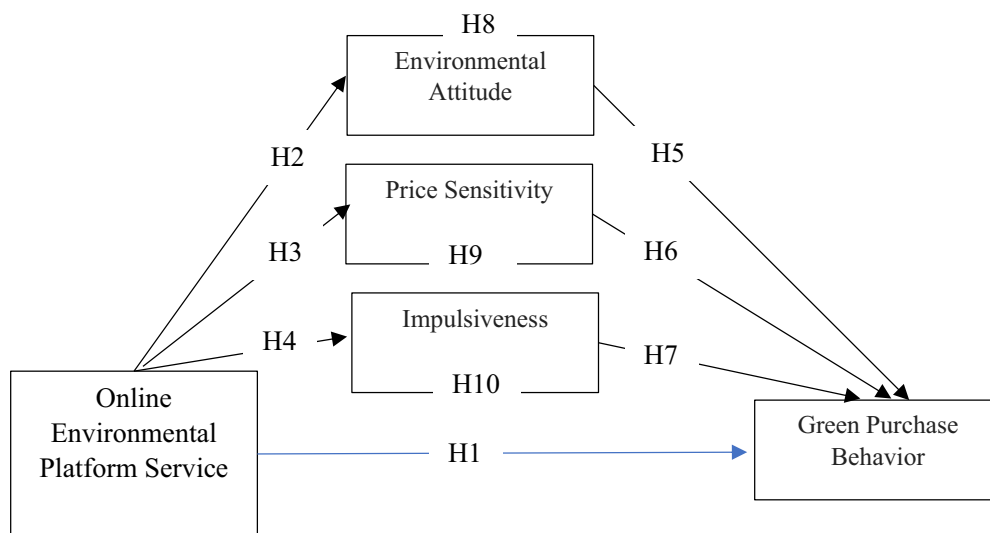 H8
Environmental
Attitude
H2
H5
Price Sensitivity
H3
H6
H9
Impulsiveness
H4
H7
H10
Online
Environmental
Platform Service
Green Purchase
Behavior
H1